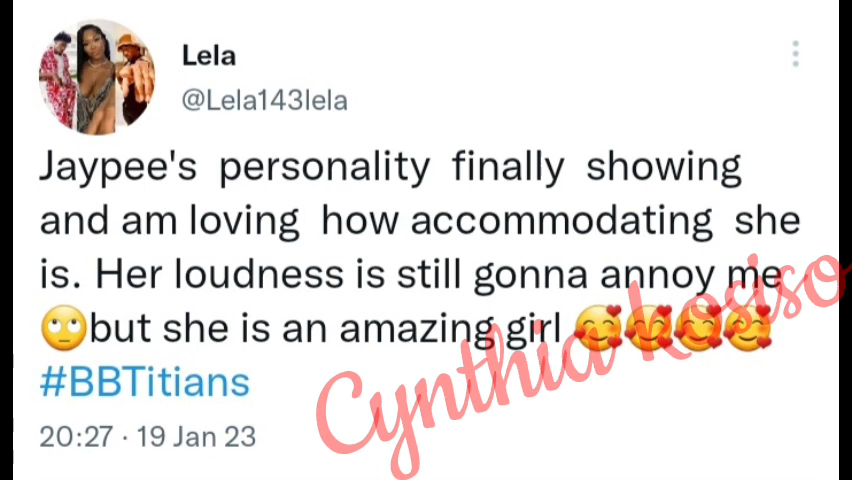 Lela
@Lela143lela
Jaypee's personality finally showing
and am loving how accommodating she
is. Her loudness is still gonna annoy me
🙄but she is an amazing girl 🥰🥰🥰🥰
#BBTitians
20:27 · 19 Jan 23
Cynthia kosiso